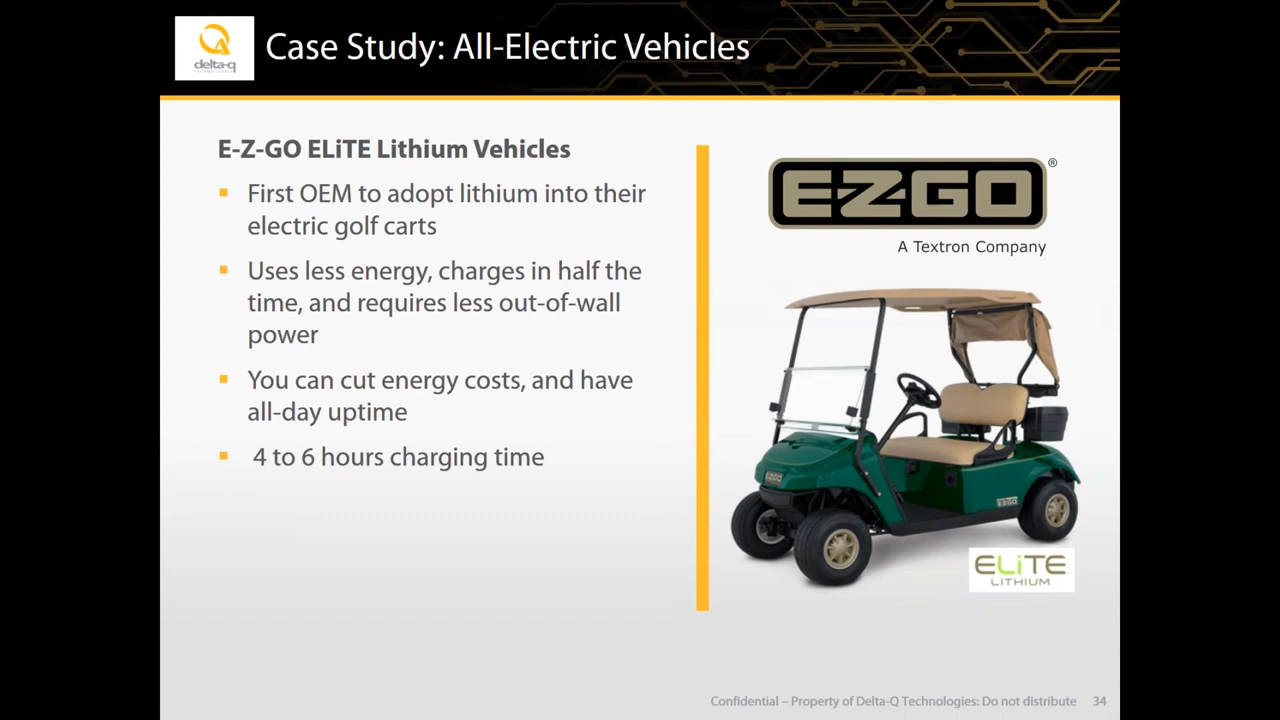 delta-q
TECHNOLOGIES
Case Study: All-Electric Vehicles
E-Z-GO ELiTE Lithium Vehicles
First OEM to adopt lithium into their
electric golf carts
Uses less energy, charges in half the
time, and requires less out-of-wall
power
You can cut energy costs, and have
all-day uptime
4 to 6 hours charging time
EZGO®
A Textron Company
EZGO
EZGO
ELiTE
LITHIUM
Confidential – Property of Delta-Q Technologies: Do not distribute 34